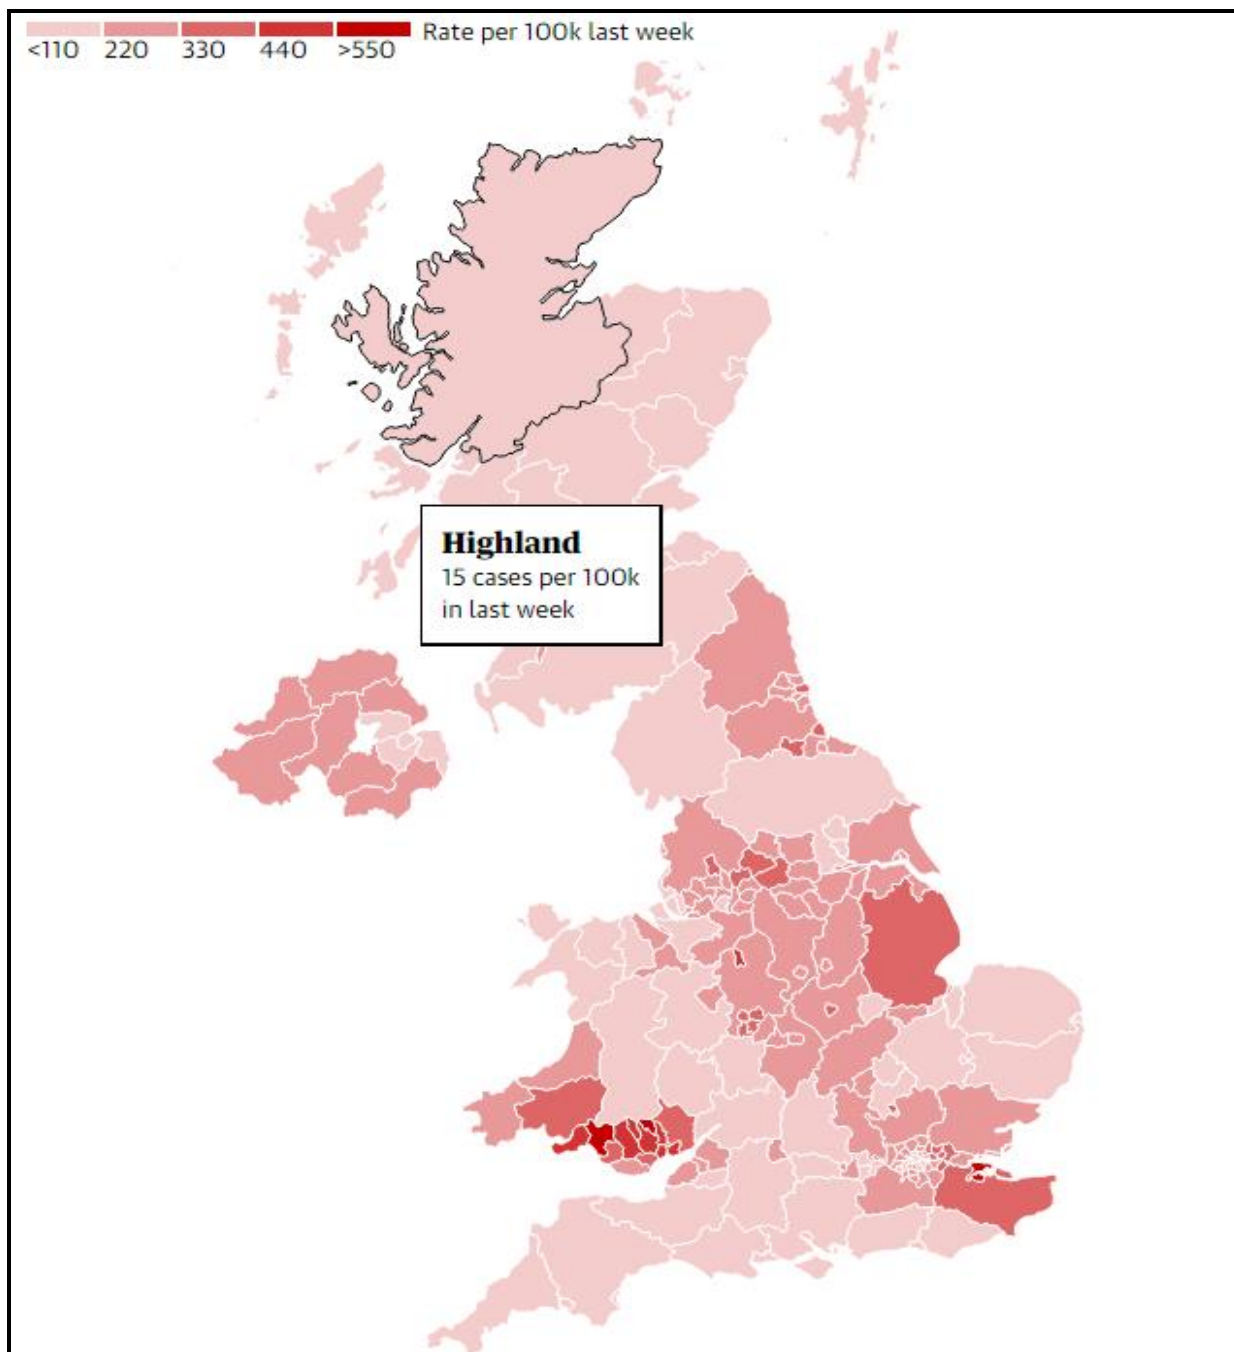 Rate per 100k last week
<110 220 330 440 >550
Highland
15 cases per 100k
in last week